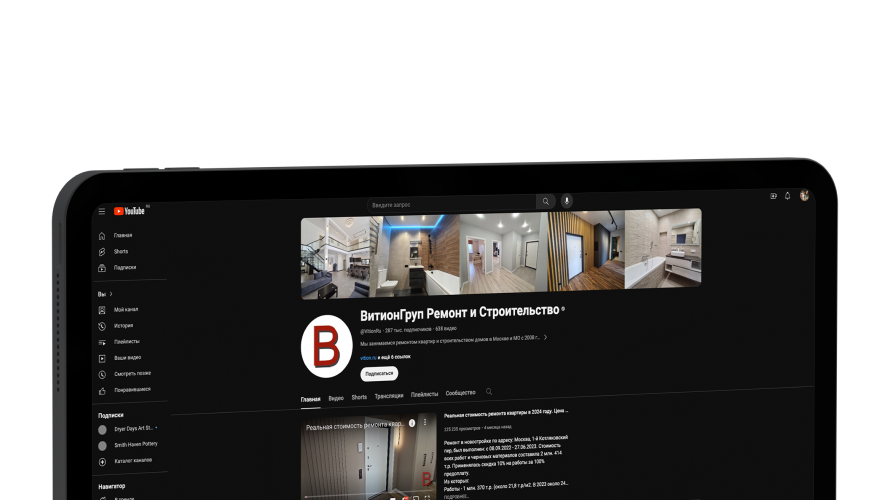 YouTube
RU
Введите запрос
Главная
Shorts
Подписки
Вы
Мой канал
История
Плейлисты
Ваши видео
Смотреть позже
Понравившиеся
Подписки
Dryer Days Art St...
Smith Haven Pottery
Каталог каналов
Навигатор
В тренде
В
ВитионГруп Ремонт и Строительство
@VitionRu · 287 тыс. подписчиков · 638 видео
Мы занимаемся ремонтом квартир и строительством домов в Москве и МО с 2008 г...
vition.ru и ещё 6 ссылок
Подписаться
Главная Видео Shorts Трансляции Плейлисты Сообщество
Реальная стоимость ремонта квар...
В
Реальная стоимость ремонта квартиры в 2024 году. Цена ...
225 235 просмотров · 4 месяца назад
Ремонт в новостройке по адресу: Москва, 1-й Котляковский
пер, был выполнен: с 08.09.2022 - 27.06.2023. Стоимость
всех работ и черновых материалов составила 2 млн. 414
т.р. Применялась скидка 10% на работы за 100%
предоплату.
Из которых:
Работы - 1 млн. 370 т.р. (около 21,8 т.р/м2. В 2023 около 24...
ПОДРОБНЕЕ...